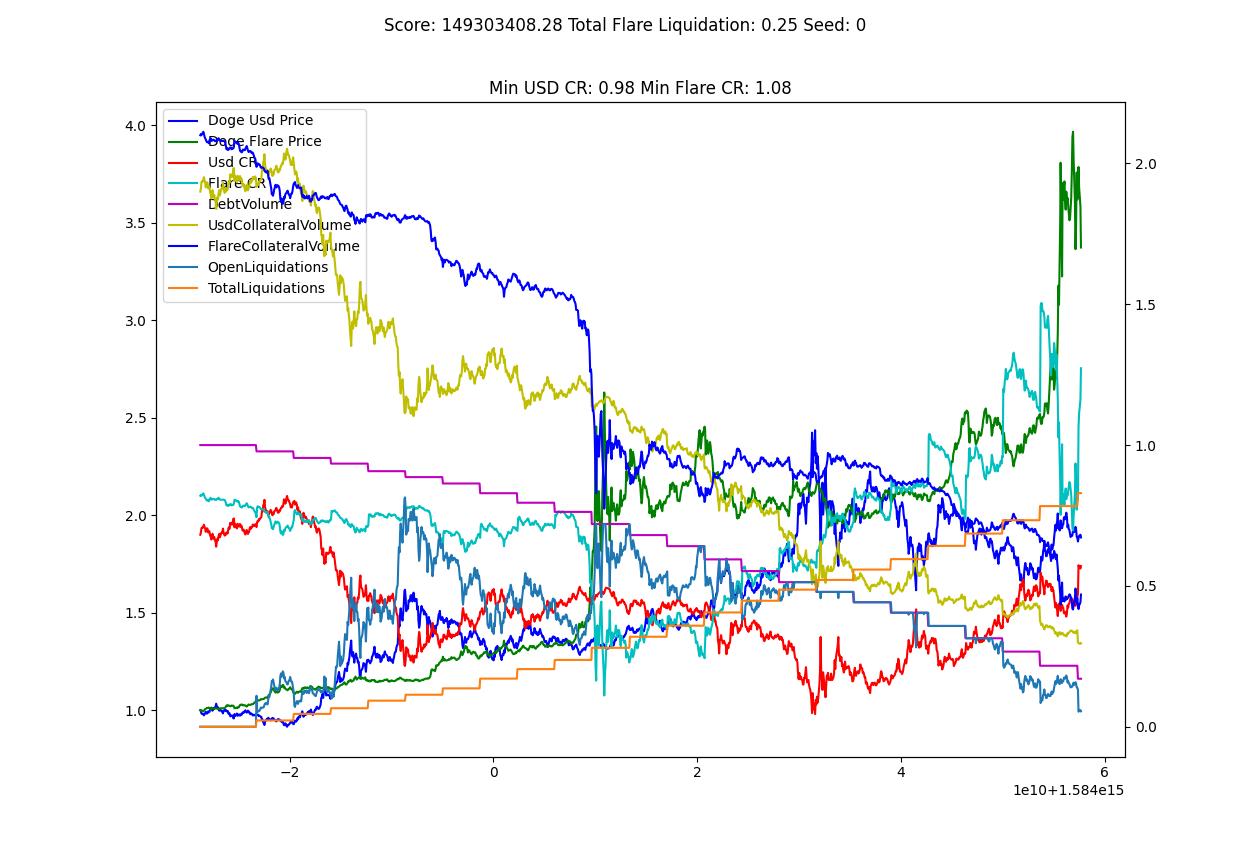 Score: 149303408.28 Total Flare Liquidation: 0.25 Seed: 0
Min USD CR: 0.98 Min Flare CR: 1.08
Doge Usd Price
Doge Flare Price
Usd CR
Flare CR
DebtVolume
UsdCollateralVolume
FlareCollateralVolume
OpenLiquidations
TotalLiquidations
4.0
3.5
3.0
2.5
2.0
1.5
1.0
2.0
1.5
1.0
0.5
0.0
−2 0 2 4 6
1e10+1.584e15